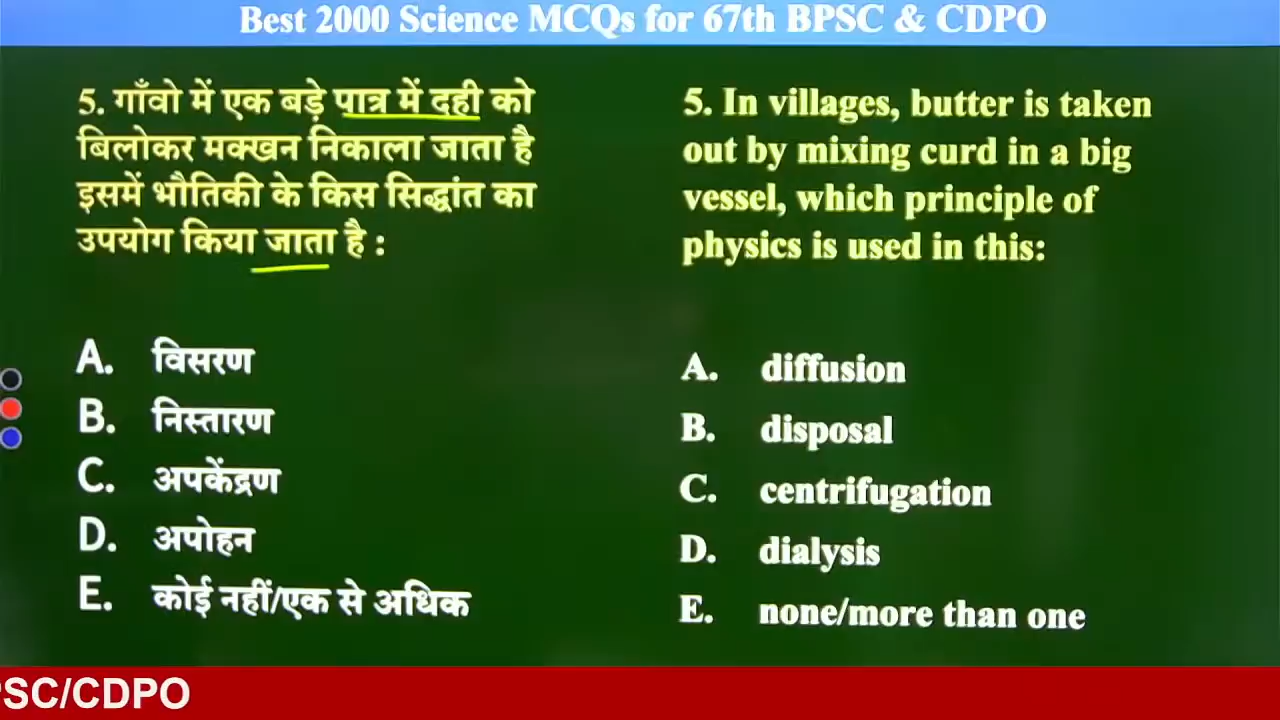 Best 2000 Science MCQs for 67th BPSC & CDPO
5. गाँवो में एक बड़े पात्र में दही को
बिलोकर मक्खन निकाला जाता है
इसमें भौतिकी के किस सिद्धांत का
उपयोग किया जाता है :
A. विसरण
B. निस्तारण
C. अपकेंद्रण
D. अपोहन
E. कोई नहीं/एक से अधिक
5. In villages, butter is taken
out by mixing curd in a big
vessel, which principle of
physics is used in this:
A. diffusion
B. disposal
C. centrifugation
D. dialysis
E. none/more than one
PSC/CDPO